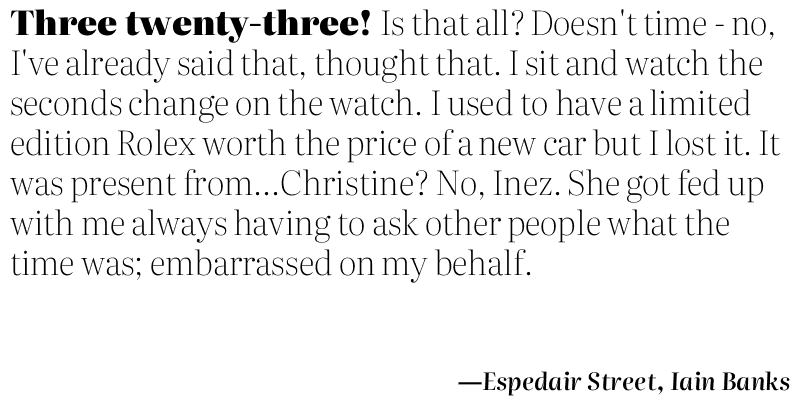 Three twenty-three! Is that all? Doesn't time - no,
I've already said that, thought that. I sit and watch the
seconds change on the watch. I used to have a limited
edition Rolex worth the price of a new car but I lost it. It
was present from...Christine? No, Inez. She got fed up
with me always having to ask other people what the
time was; embarrassed on my behalf.
—Espedair Street, Iain Banks